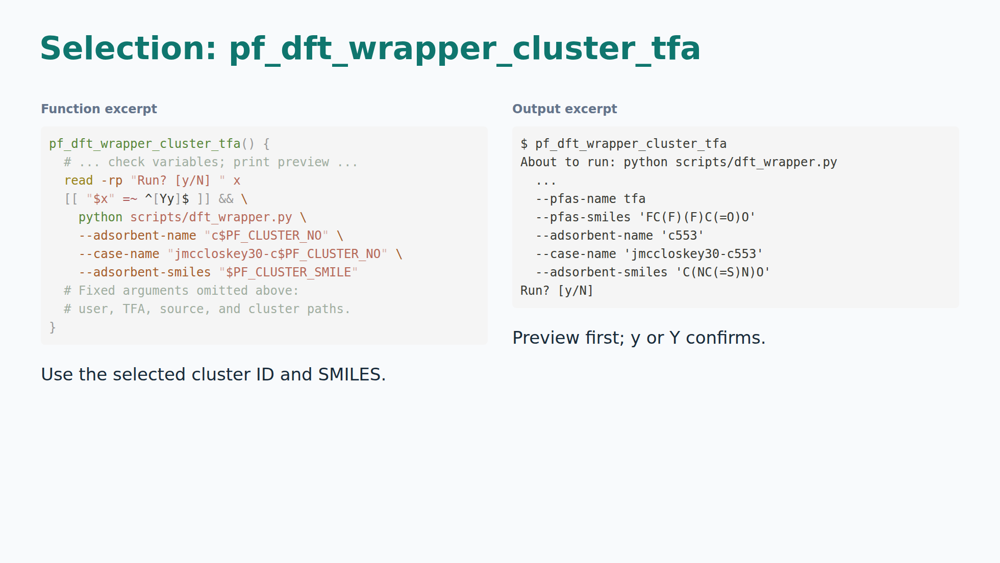 Selection: pf_dft_wrapper_cluster_tfa
Function excerpt
pf_dft_wrapper_cluster_tfa() {
  # ... check variables; print preview ...
  read -rp "Run? [y/N] " x
  [[ "$x" =~ ^[Yy]$ ]] && \
    python scripts/dft_wrapper.py \
    --adsorbent-name "c$PF_CLUSTER_NO" \
    --case-name "jmccloskey30-c$PF_CLUSTER_NO" \
    --adsorbent-smiles "$PF_CLUSTER_SMILE"
  # Fixed arguments omitted above:
  # user, TFA, source, and cluster paths.
}
Use the selected cluster ID and SMILES.
Output excerpt
$ pf_dft_wrapper_cluster_tfa
About to run: python scripts/dft_wrapper.py
  ...
  --pfas-name tfa
  --pfas-smiles 'FC(F)(F)C(=O)O'
  --adsorbent-name 'c553'
  --case-name 'jmccloskey30-c553'
  --adsorbent-smiles 'C(NC(=S)N)O'
Run? [y/N]
Preview first; y or Y confirms.